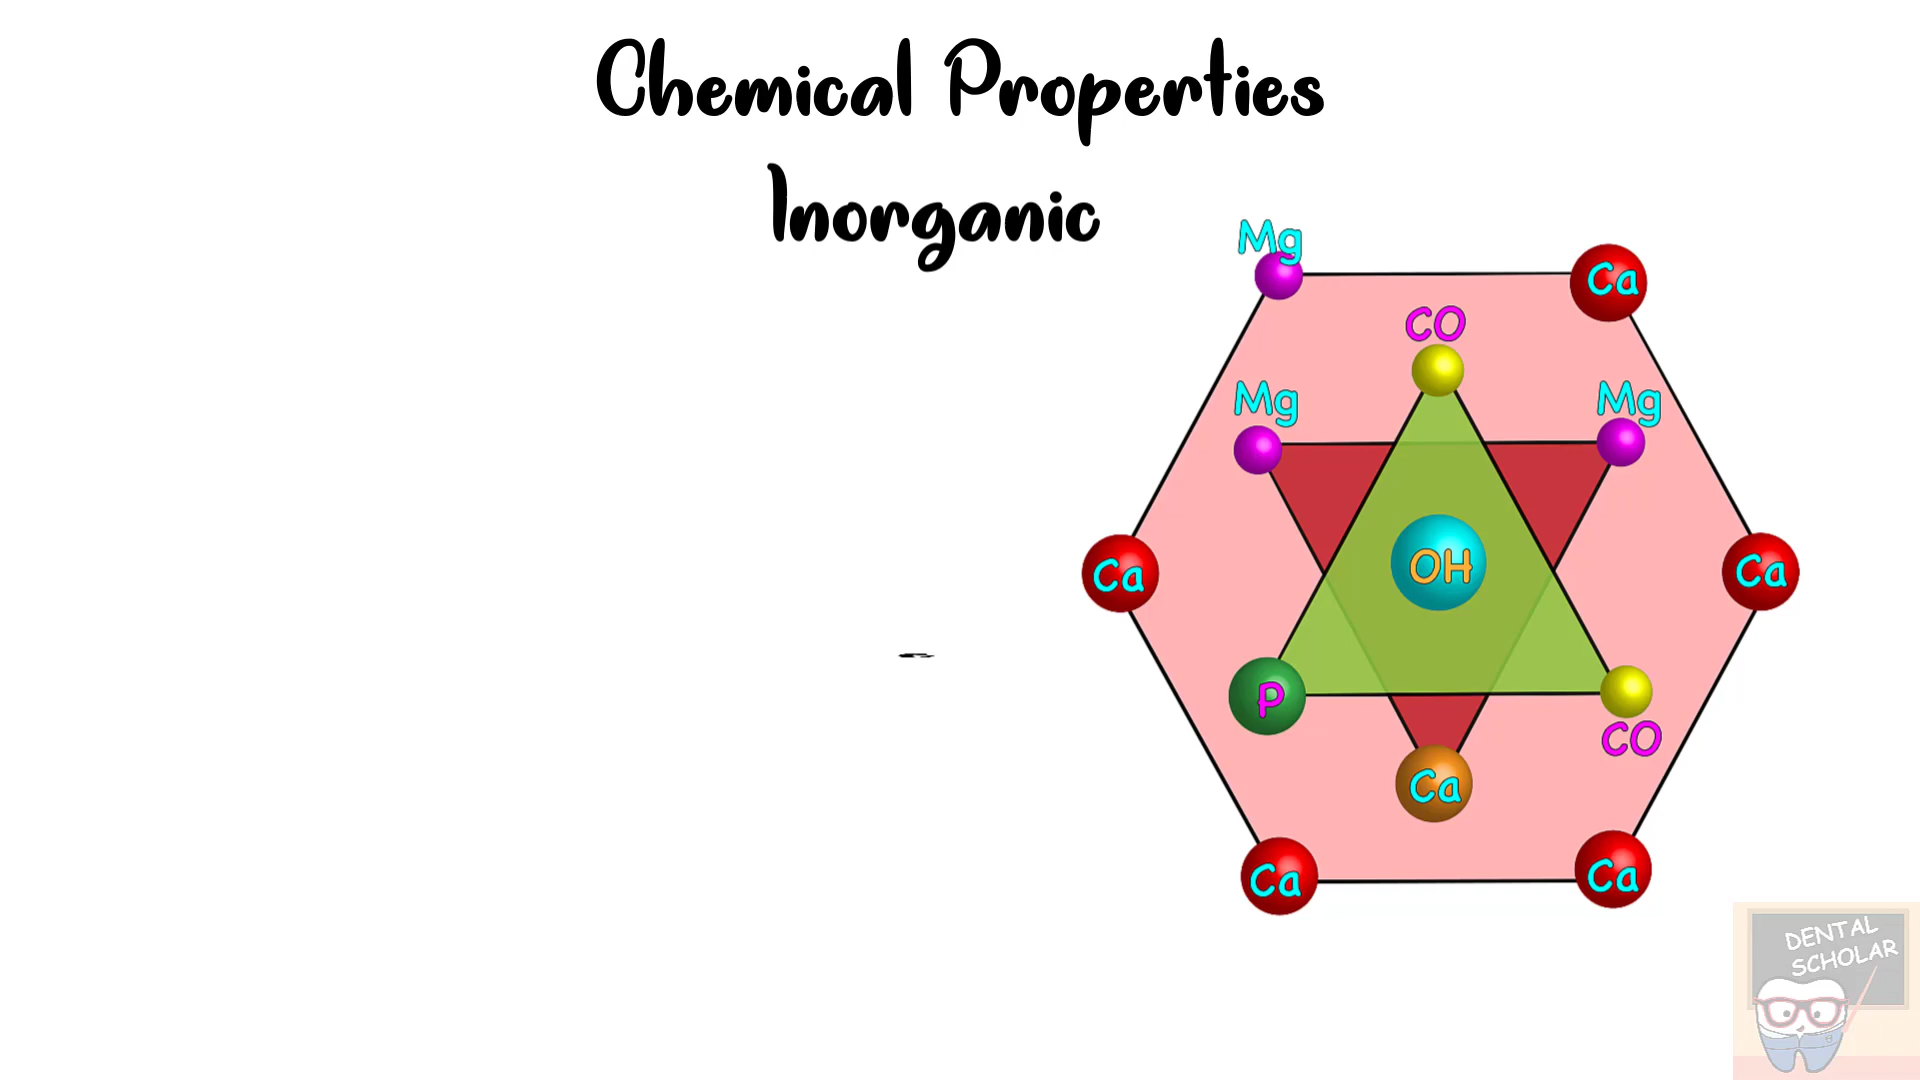 Chemical Properties
Inorganic
Mg
Ca
CO
Mg
Mg
OH
Ca
Ca
P
CO
Ca
Ca
Ca
DENTAL
SCHOLAR